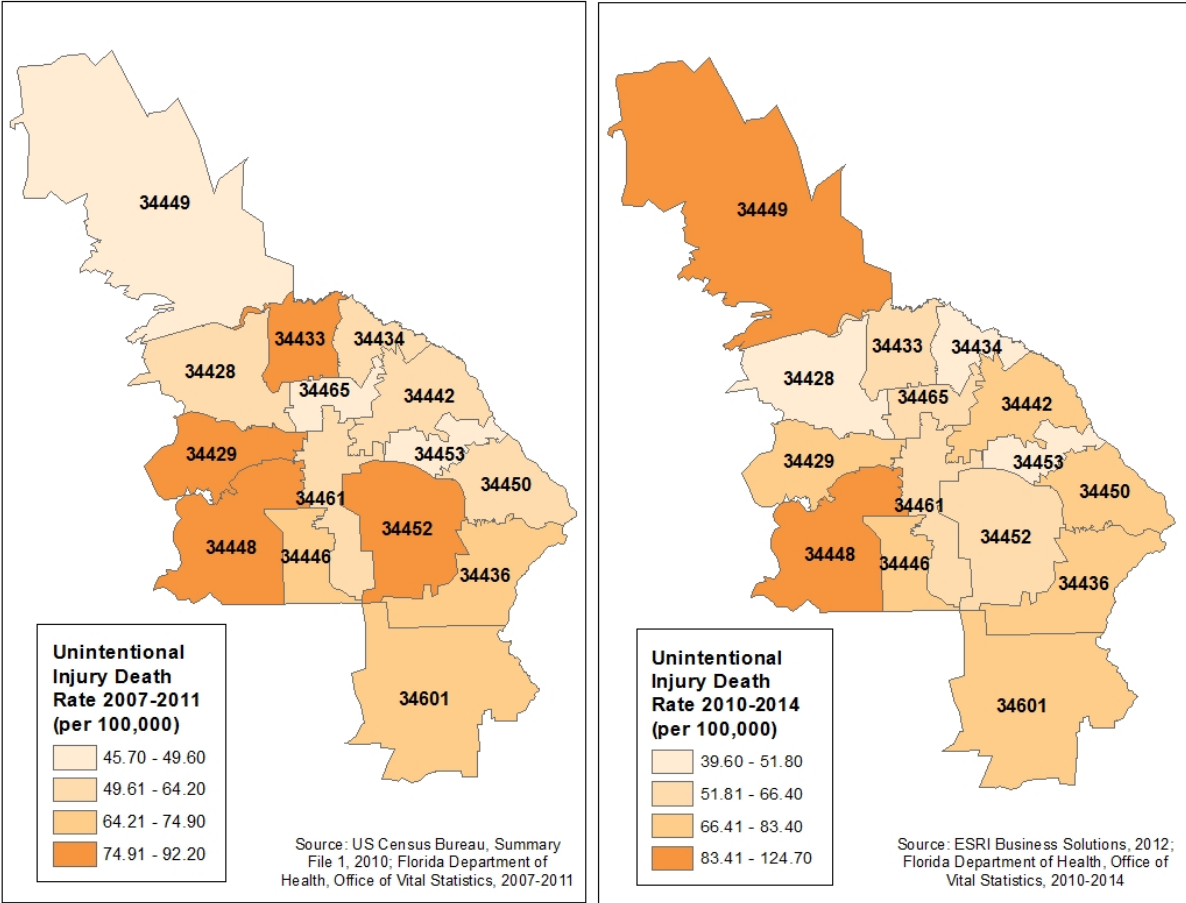 34449
34433
34434
34428
34465
34442
34429
34453
34450
34461
34452
34448
34446
34436
34601
Unintentional
Injury Death
Rate 2007-2011
(per 100,000)
45.70 - 49.60
49.61 - 64.20
64.21 - 74.90
74.91 - 92.20
Source: US Census Bureau, Summary
File 1, 2010; Florida Department of
Health, Office of Vital Statistics, 2007-2011
34449
34433
34434
34428
34465
34442
34429
34453
34450
34461
34452
34448
34446
34436
34601
Unintentional
Injury Death
Rate 2010-2014
(per 100,000)
39.60 - 51.80
51.81 - 66.40
66.41 - 83.40
83.41 - 124.70
Source: ESRI Business Solutions, 2012;
Florida Department of Health, Office of
Vital Statistics, 2010-2014